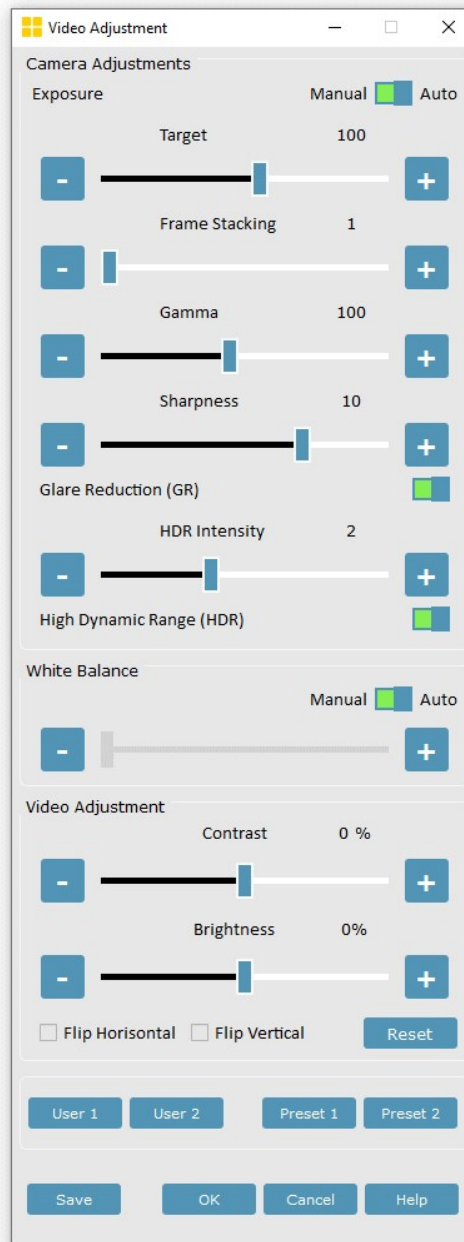 Video Adjustment
Camera Adjustments
Exposure Manual Auto
Target 100
- +
Frame Stacking 1
- +
Gamma 100
- +
Sharpness 10
- +
Glare Reduction (GR)
HDR Intensity 2
- +
High Dynamic Range (HDR)
White Balance
Manual Auto
- +
Video Adjustment
Contrast 0 %
- +
Brightness 0%
- +
Flip Horisontal Flip Vertical Reset
User 1 User 2 Preset 1 Preset 2
Save OK Cancel Help